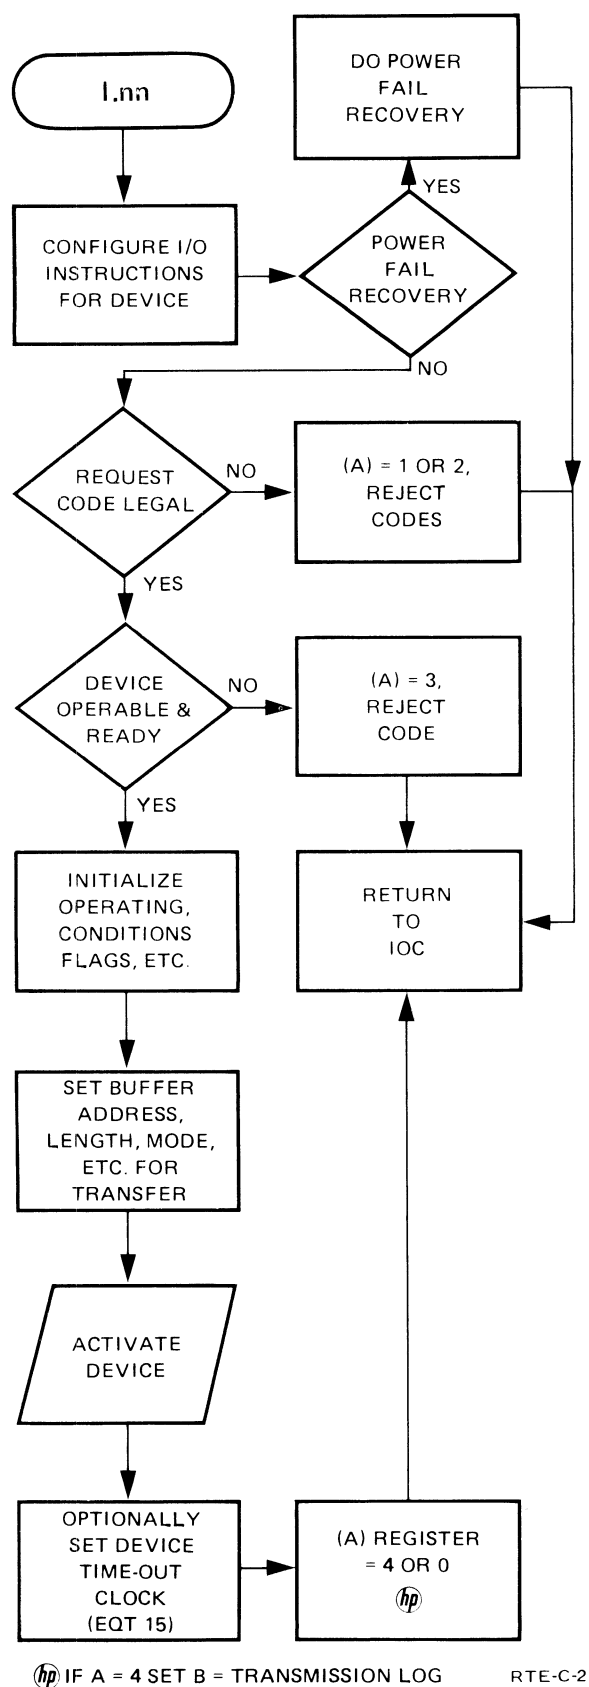 I.nn
DO POWER
FAIL
RECOVERY
YES
CONFIGURE I/O
INSTRUCTIONS
FOR DEVICE
POWER
FAIL
RECOVERY
NO
REQUEST
CODE LEGAL
NO
(A) = 1 OR 2,
REJECT
CODES
YES
DEVICE
OPERABLE &
READY
NO
(A) = 3,
REJECT
CODE
YES
INITIALIZE
OPERATING,
CONDITIONS
FLAGS, ETC.
RETURN
TO
IOC
SET BUFFER
ADDRESS,
LENGTH, MODE,
ETC. FOR
TRANSFER
ACTIVATE
DEVICE
OPTIONALLY
SET DEVICE
TIME-OUT
CLOCK
(EQT 15)
(A) REGISTER
= 4 OR 0
hp
hp IF A = 4 SET B = TRANSMISSION LOG
RTE-C-2